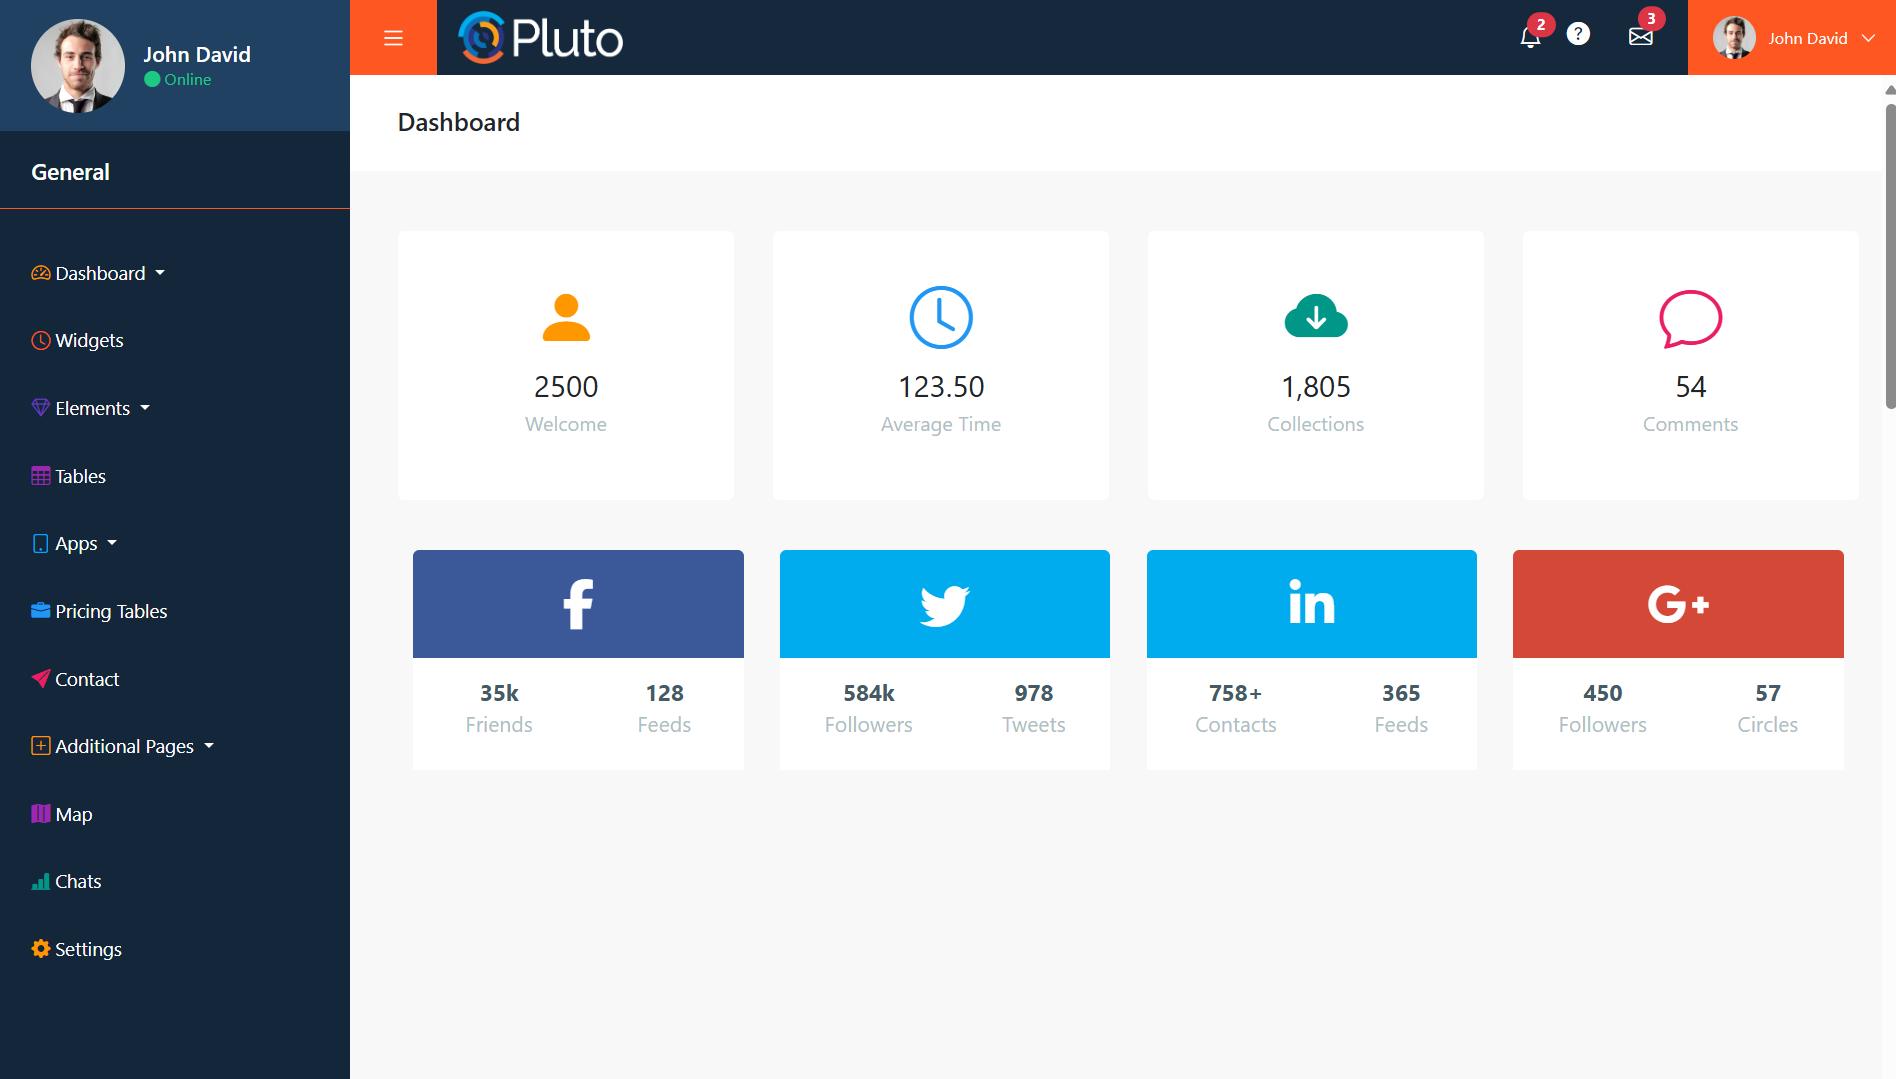 John David
Online
General
Dashboard
Widgets
Elements
Tables
Apps
Pricing Tables
Contact
Additional Pages
Map
Chats
Settings
Pluto
2
?
3
John David
Dashboard
2500
Welcome
123.50
Average Time
1,805
Collections
54
Comments
f
in
G+
35k
Friends
128
Feeds
584k
Followers
978
Tweets
758+
Contacts
365
Feeds
450
Followers
57
Circles